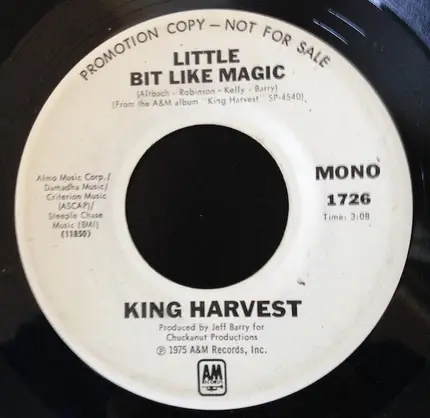 PROMOTION COPY — NOT FOR SALE
LITTLE
BIT LIKE MAGIC
(Altbach - Robinson - Kelly - Barry)
(From the A&M album "King Harvest" SP-4540)
Almo Music Corp./
Dumadha Music/
Criterion Music
(ASCAP)/
Steeple Chase
Music (BMI)
(11850)
MONO
1726
Time: 3:08
KING HARVEST
Produced by Jeff Barry for
Chuckanut Productions
℗ 1975 A&M Records, Inc.
AM
RECORDS